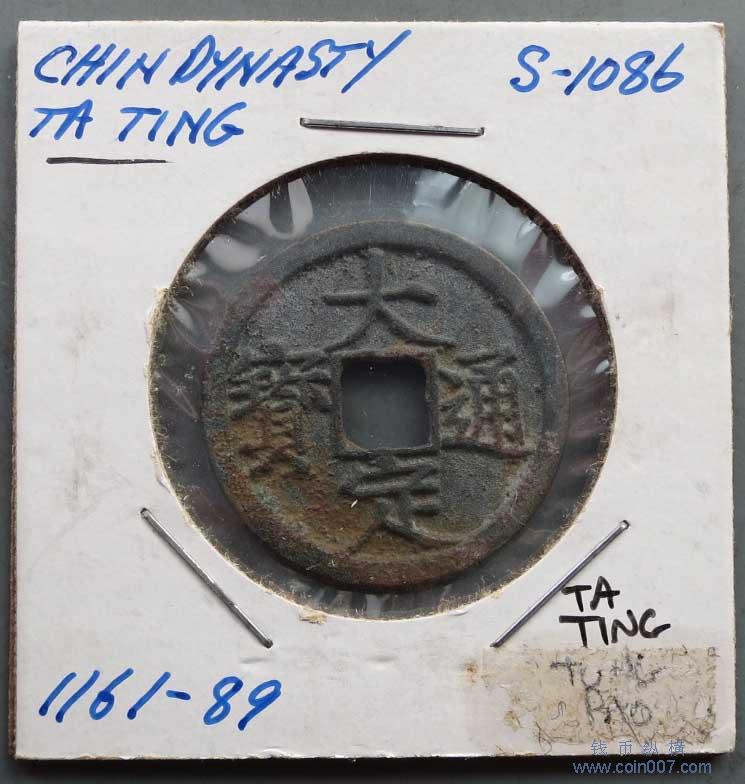 CHIN DYNASTY
S-1086
TA TING
大定通寶
1161-89
TA
TING
TUNG
PAO
钱币纵横
www.coin007.com